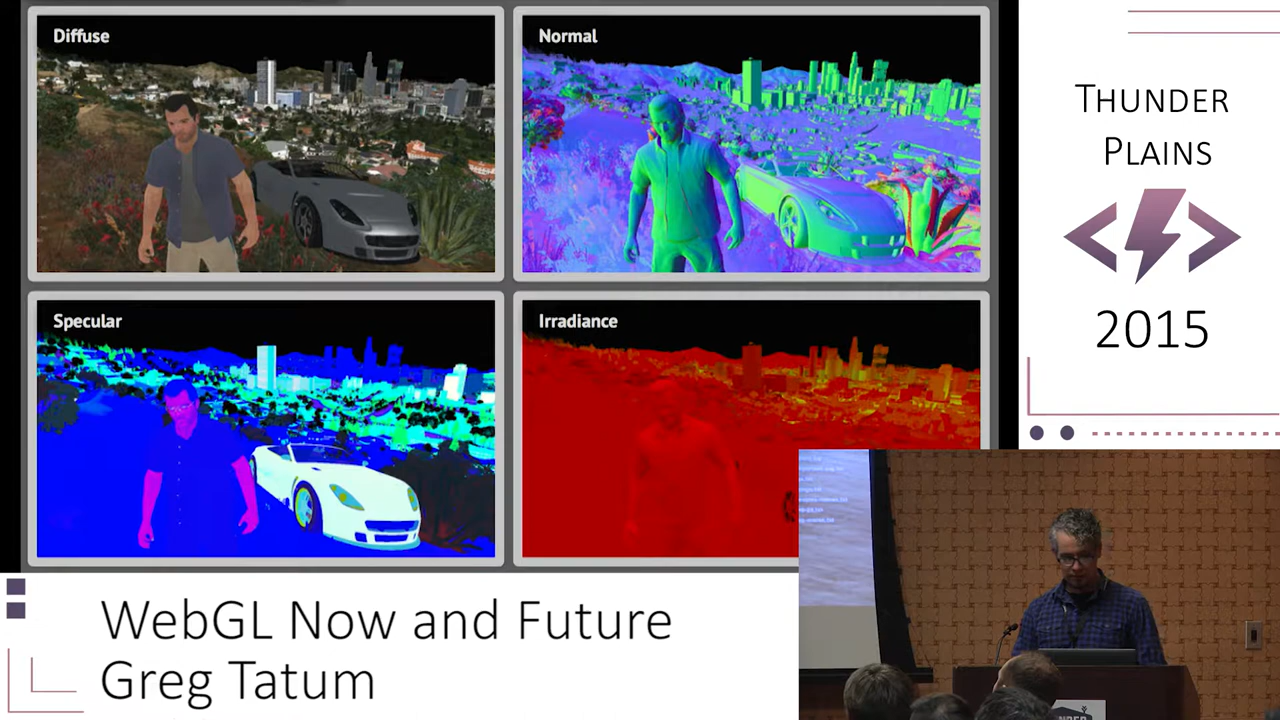 Diffuse
Normal
Specular
Irradiance
THUNDER
PLAINS
2015
WebGL Now and Future
Greg Tatum